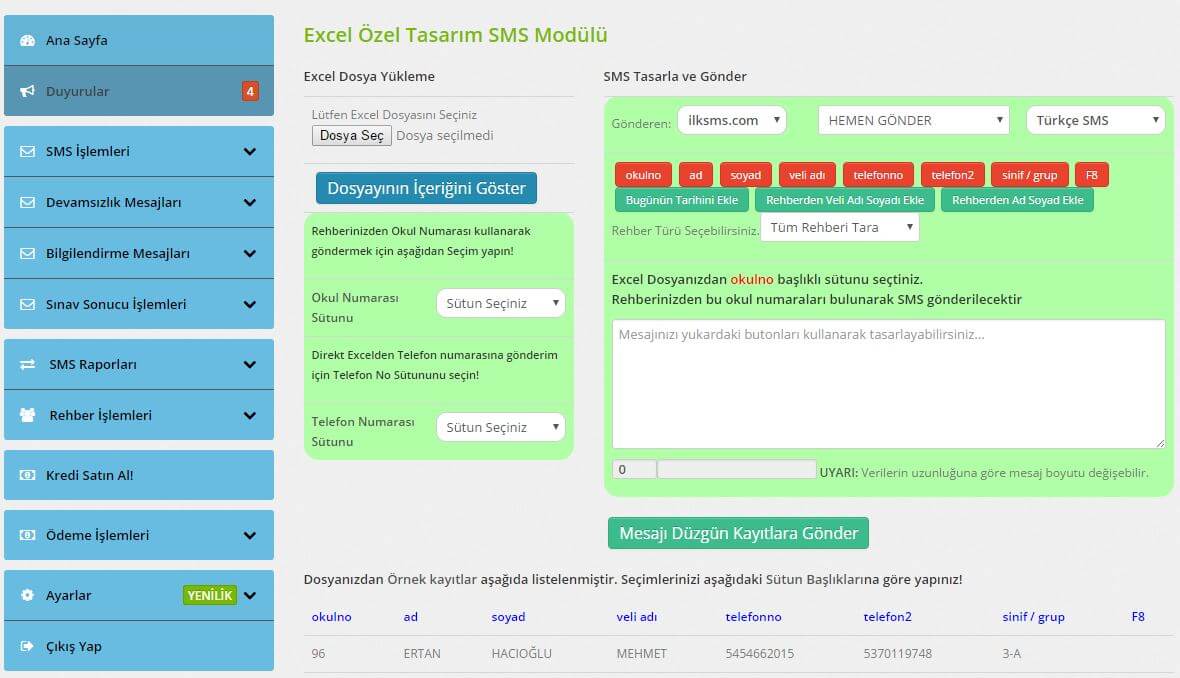 Ana Sayfa
Duyurular 4
SMS İşlemleri
Devamsızlık Mesajları
Bilgilendirme Mesajları
Sınav Sonucu İşlemleri
SMS Raporları
Rehber İşlemleri
Kredi Satın Al!
Ödeme İşlemleri
Ayarlar YENİLİK
Çıkış Yap
Excel Özel Tasarım SMS Modülü
Excel Dosya Yükleme
Lütfen Excel Dosyasını Seçiniz
Dosya Seç Dosya seçilmedi
Dosyayının İçeriğini Göster
Rehberinizden Okul Numarası kullanarak
göndermek için aşağıdan Seçim yapın!
Okul Numarası
Sütunu
Sütun Seçiniz
Direkt Excelden Telefon numarasına gönderim
için Telefon No Sütununu seçin!
Telefon Numarası
Sütunu
Sütun Seçiniz
SMS Tasarla ve Gönder
Gönderen: ilksms.com HEMEN GÖNDER Türkçe SMS
okulno ad soyad veli adı telefonno telefon2 sinif / grup F8
Bugünün Tarihini Ekle Rehberden Veli Adı Soyadı Ekle Rehberden Ad Soyad Ekle
Rehber Türü Seçebilirsiniz. Tüm Rehberi Tara
Excel Dosyanızdan okulno başlıklı sütunu seçtiniz.
Rehberinizden bu okul numaraları bulunarak SMS gönderilecektir
Mesajınızı yukardaki butonları kullanarak tasarlayabilirsiniz...
0 UYARI: Verilerin uzunluğuna göre mesaj boyutu değişebilir.
Mesajı Düzgün Kayıtlara Gönder
Dosyanızdan Örnek kayıtlar aşağıda listelenmiştir. Seçimlerinizi aşağıdaki Sütun Başlıklarına göre yapınız!
okulno ad soyad veli adı telefonno telefon2 sinif / grup F8
96 ERTAN HACIOĞLU MEHMET 5454662015 5370119748 3-A